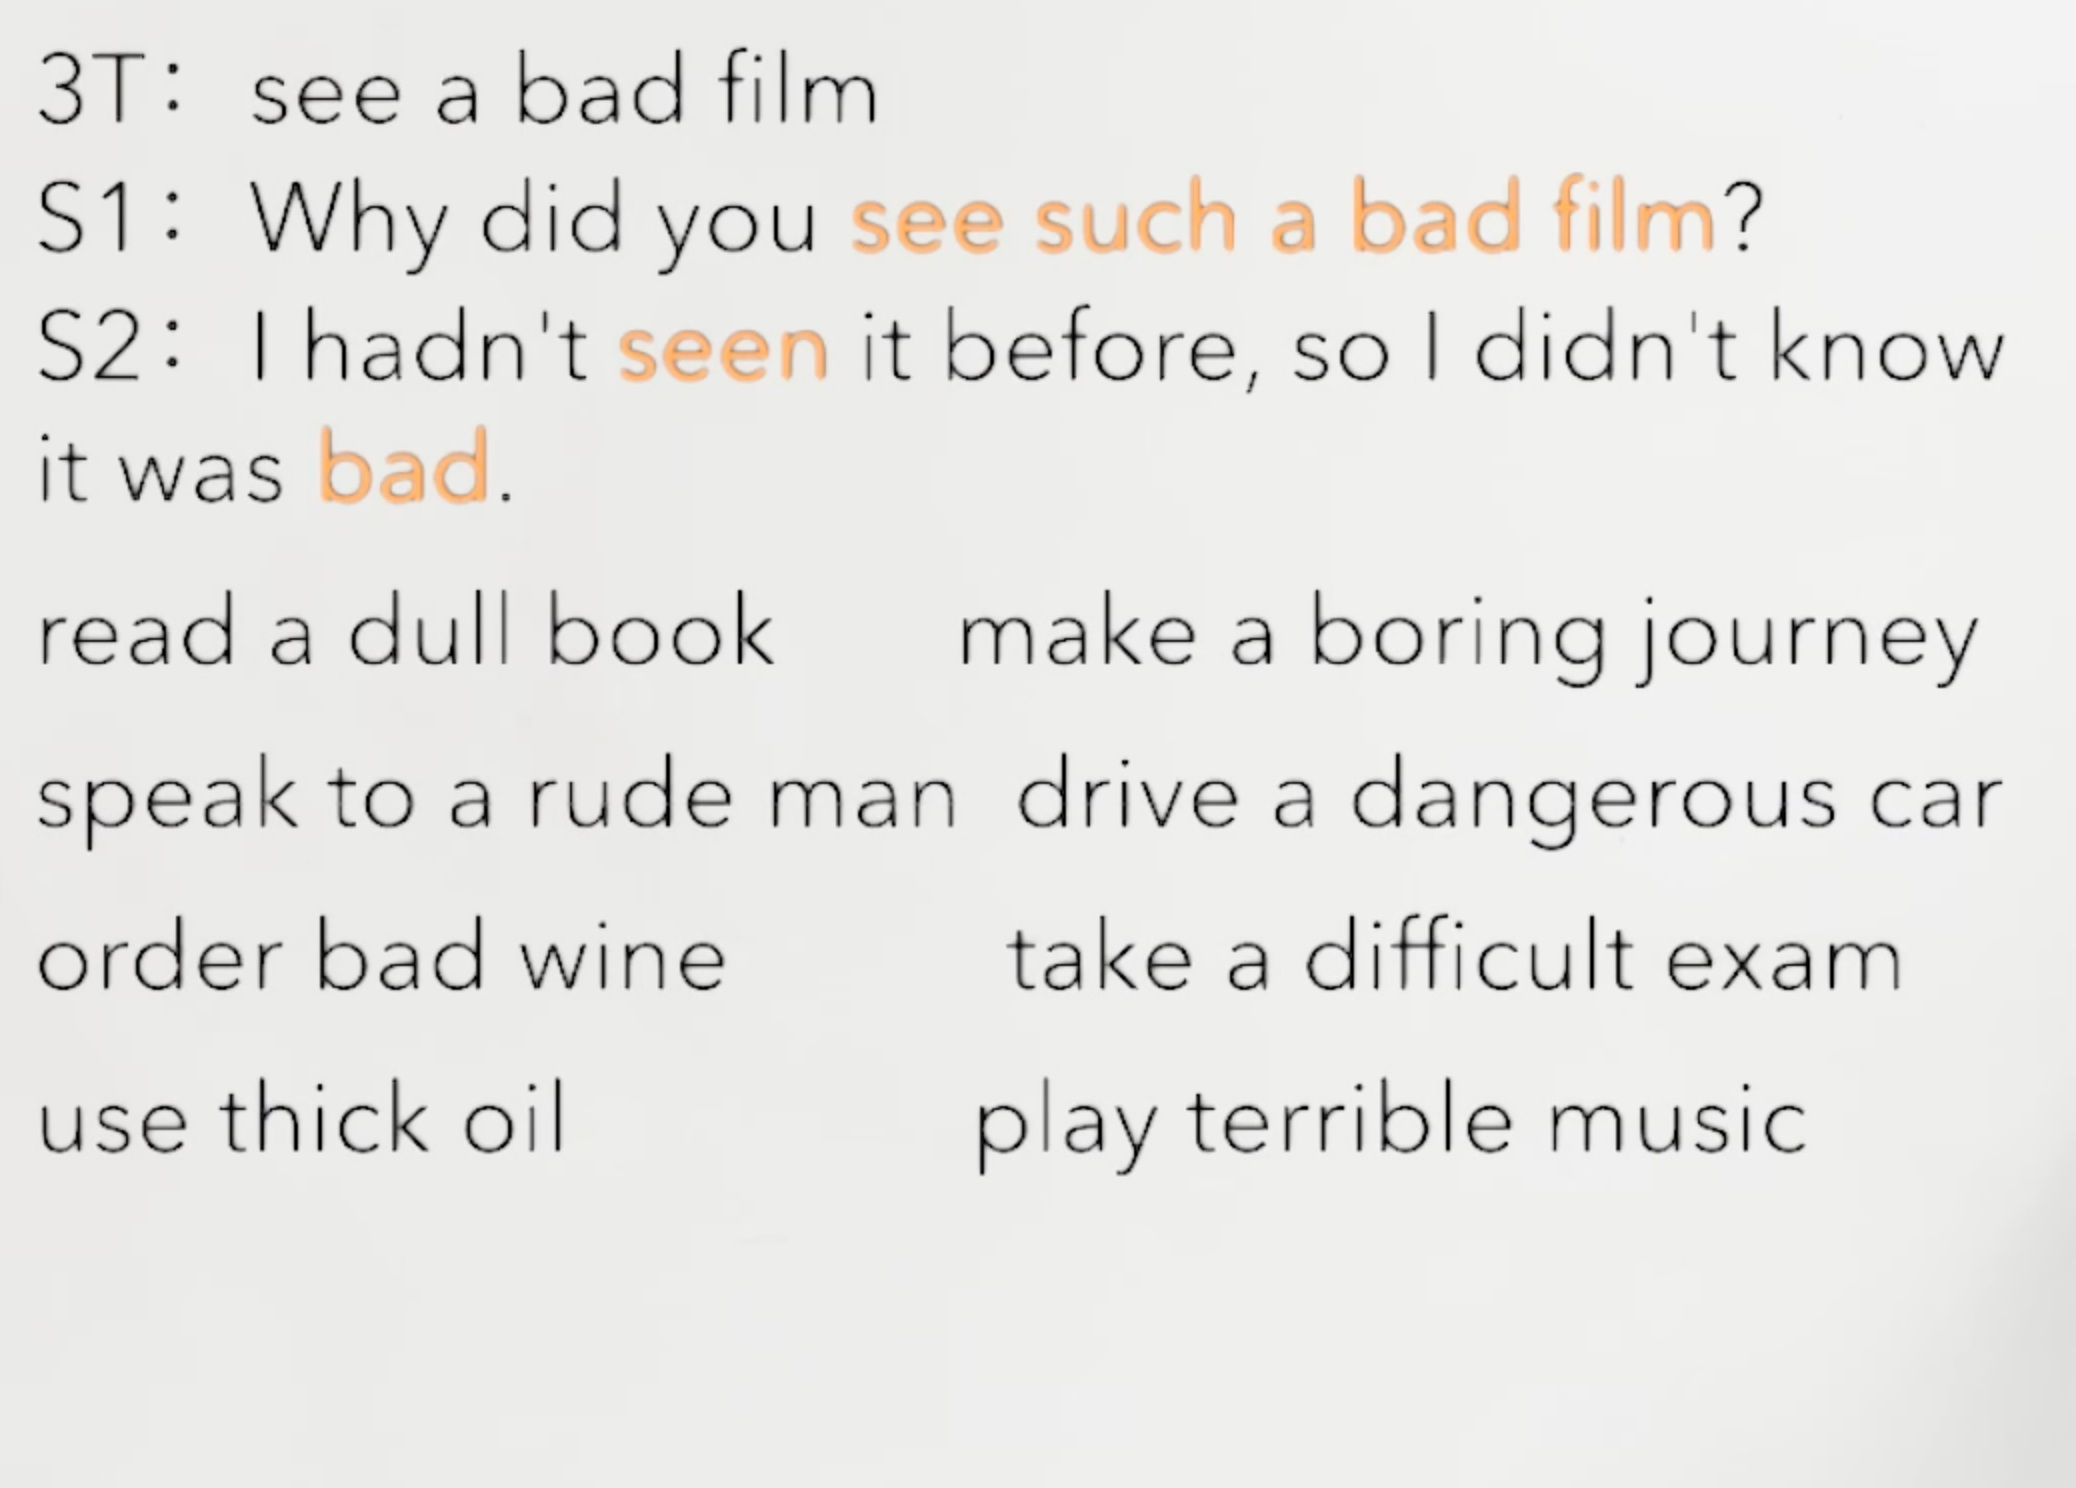 3T: see a bad film
S1: Why did you see such a bad film?
S2: I hadn't seen it before, so I didn't know
it was bad.
read a dull book make a boring journey
speak to a rude man drive a dangerous car
order bad wine take a difficult exam
use thick oil play terrible music